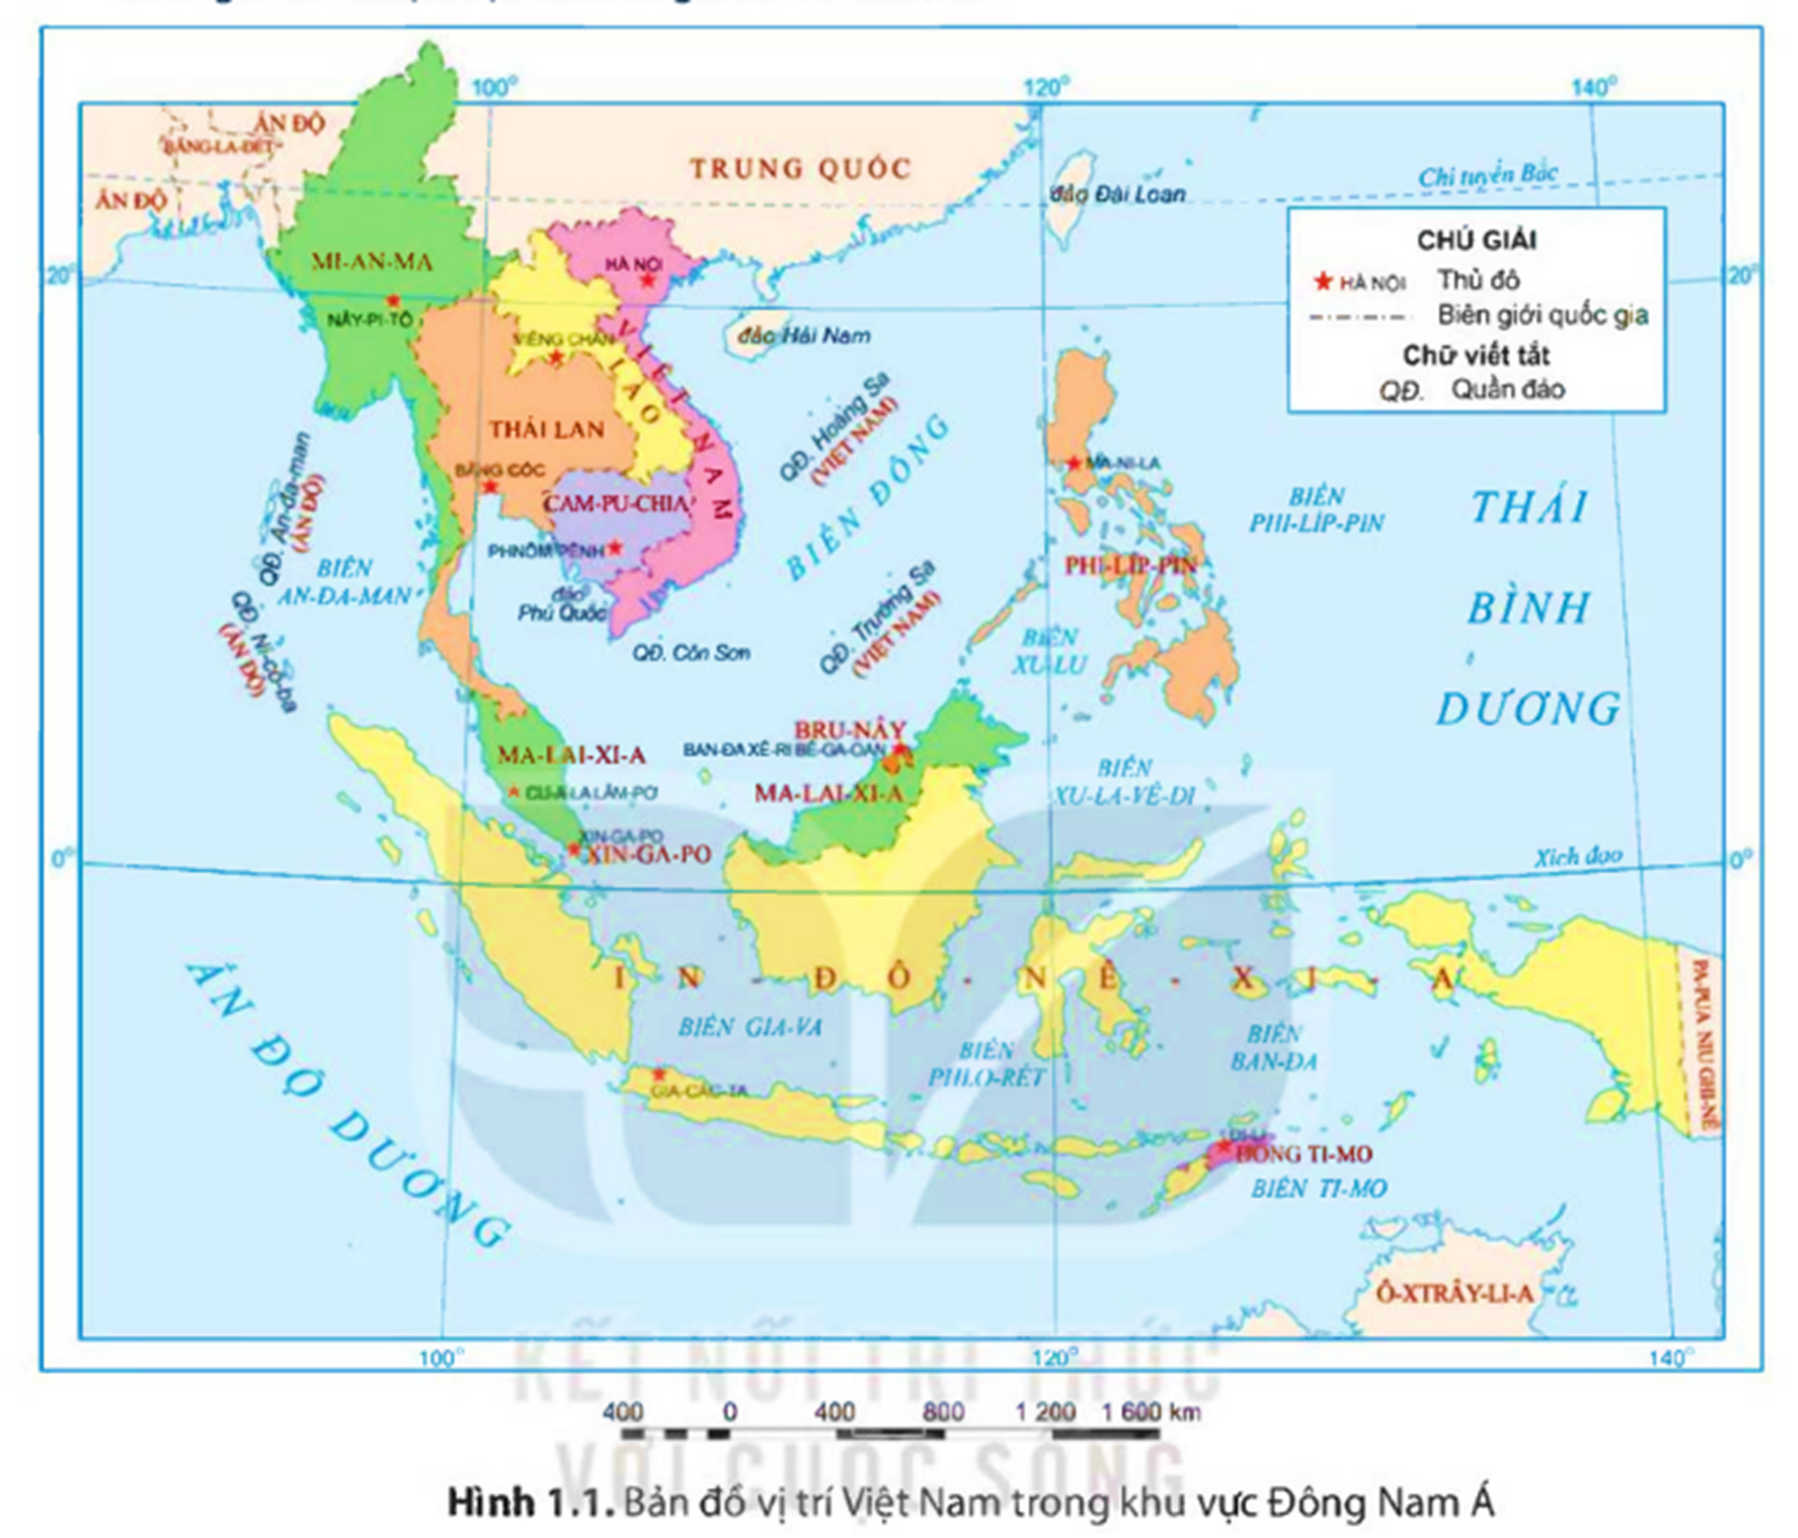 100°
120°
140°
ẤN ĐỘ
BĂNG-LA-ĐÉT
ẤN ĐỘ
TRUNG QUỐC
đảo Đài Loan
Chí tuyến Bắc
CHÚ GIẢI
HÀ NỘI Thủ đô
Biên giới quốc gia
Chữ viết tắt
QĐ. Quần đảo
20°
20°
MI-AN-MA
NÂY-PI-TÔ
HÀ NỘI
VIÊNG CHĂN
VIỆT NAM
LÀO
đảo Hải Nam
THÁI LAN
BĂNG CỐC
CAM-PU-CHIA
PHNÔM PÊNH
đảo
Phú Quốc
QĐ. Côn Sơn
QĐ. Hoàng Sa
(VIỆT NAM)
BIỂN ĐÔNG
QĐ. Trường Sa
(VIỆT NAM)
QĐ. An-đa-man
(ẤN ĐỘ)
BIỂN
AN-ĐA-MAN
QĐ. Ni-cô-ba
(ẤN ĐỘ)
MA-NI-LA
PHI-LÍP-PIN
BIỂN
PHI-LÍP-PIN
THÁI
BÌNH
DƯƠNG
BIỂN
XU-LU
BRU-NÂY
BAN-ĐA XÊ-RI BÊ-GA-OAN
MA-LAI-XI-A
CU-A-LA LĂM-PƠ
MA-LAI-XI-A
BIỂN
XU-LA-VÊ-DI
XIN-GA-PO
XIN-GA-PO
0°
Xích đạo
0°
IN-ĐÔ-NÊ-XI-A
BIỂN GIA-VA
BIỂN
PHLO-RÉT
BIỂN
BAN-ĐA
PA-PUA NIU GHI-NÊ
ẤN ĐỘ DƯƠNG
GIA-CÁC-TA
ĐI-LI
ĐÔNG TI-MO
BIỂN TI-MO
Ô-XTRÂY-LI-A
100°
120°
140°
KẾT NỐI TRI THỨC
400 0 400 800 1 200 1 600 km
VỚI CUỘC SỐNG
Hình 1.1. Bản đồ vị trí Việt Nam trong khu vực Đông Nam Á